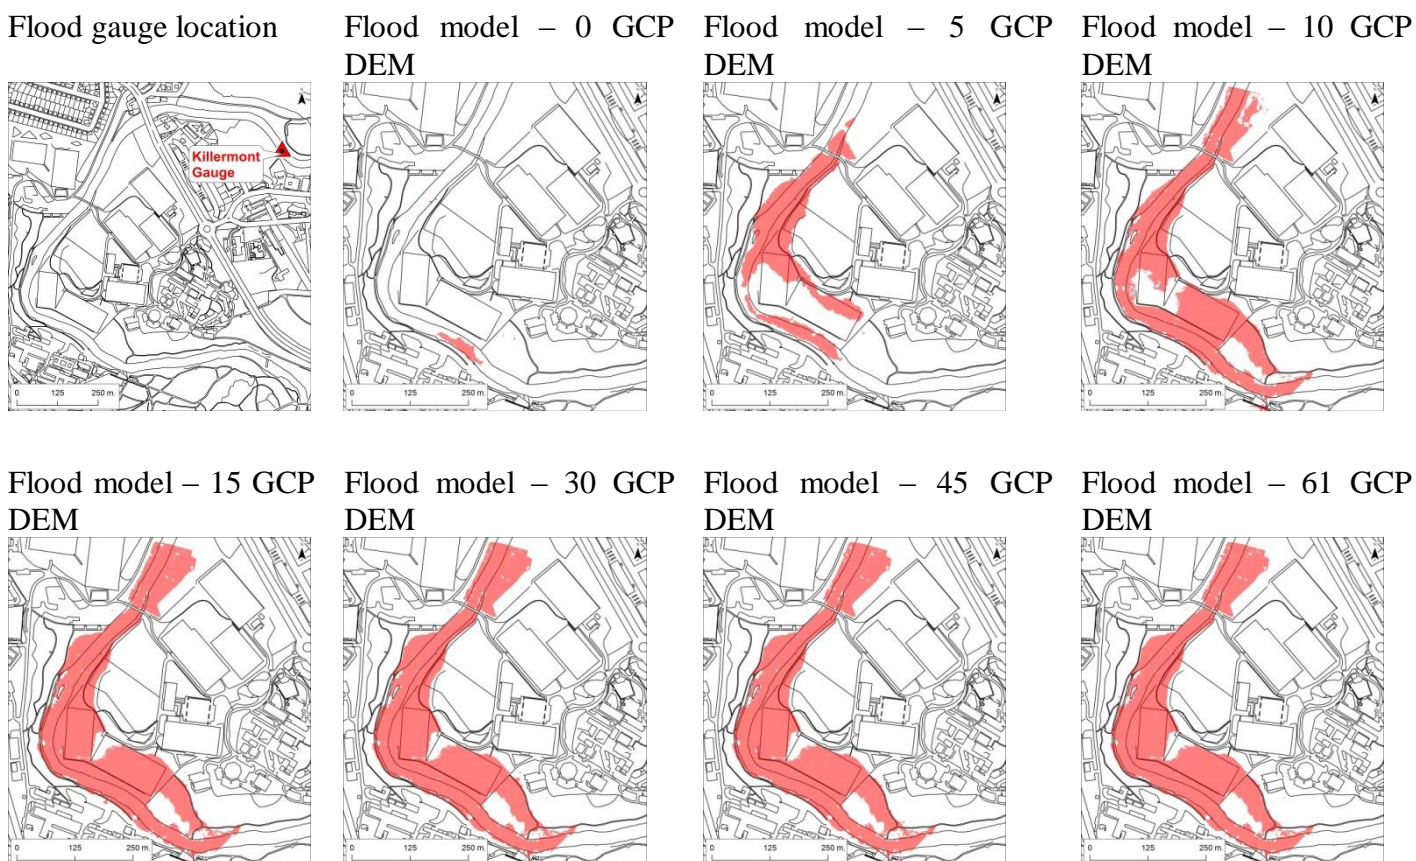 Flood gauge location
Flood model – 0 GCP
DEM
Flood model – 5 GCP
DEM
Flood model – 10 GCP
DEM
Killermont
Gauge
0 125 250 m.
0 125 250 m.
0 125 250 m.
0 125 250 m.
Flood model – 15 GCP
DEM
Flood model – 30 GCP
DEM
Flood model – 45 GCP
DEM
Flood model – 61 GCP
DEM
0 125 250 m.
0 125 250 m.
0 125 250 m.
0 125 250 m.